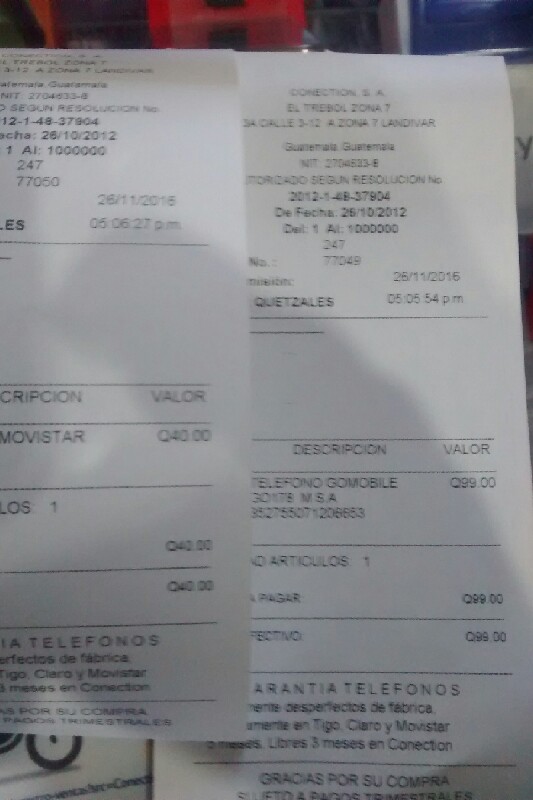 CONECTION, S. A.
EL TREBOL ZONA 7
3-12 A ZONA 7 LANDIVAR
Guatemala, Guatemala
NIT: 2704633-8
SEGUN RESOLUCION No.
2012-1-48-37904
Fecha: 26/10/2012
1 Al: 1000000
247
77050
26/11/2016
LES 05:06:27 p.m.
CRIPCION VALOR
MOVISTAR Q40.00
LOS: 1
Q40.00
Q40.00
IA TELEFONOS
erfectos de fábrica,
Tigo, Claro y Movistar
3 meses en Conection
AS POR SU COMPRA
PAGOS TRIMESTRALES
CONECTION, S. A.
EL TREBOL ZONA 7
3A CALLE 3-12 A ZONA 7 LANDIVAR
Guatemala, Guatemala
NIT: 2704633-8
TORIZADO SEGUN RESOLUCION No.
2012-1-48-37904
De Fecha: 26/10/2012
Del: 1 Al: 1000000
247
No.: 77049
misión: 26/11/2016
QUETZALES 05:05:54 p.m.
DESCRIPCION VALOR
TELEFONO GOMOBILE Q99.00
GO178 M.S.A
352755071206653
NO ARTICULOS: 1
A PAGAR Q99.00
FECTIVO: Q99.00
ARANTIA TELEFONOS
mente desperfectos de fábrica,
amente en Tigo, Claro y Movistar
meses, Libres 3 meses en Conection
GRACIAS POR SU COMPRA
SUJETO A PAGOS TRIMESTRALES